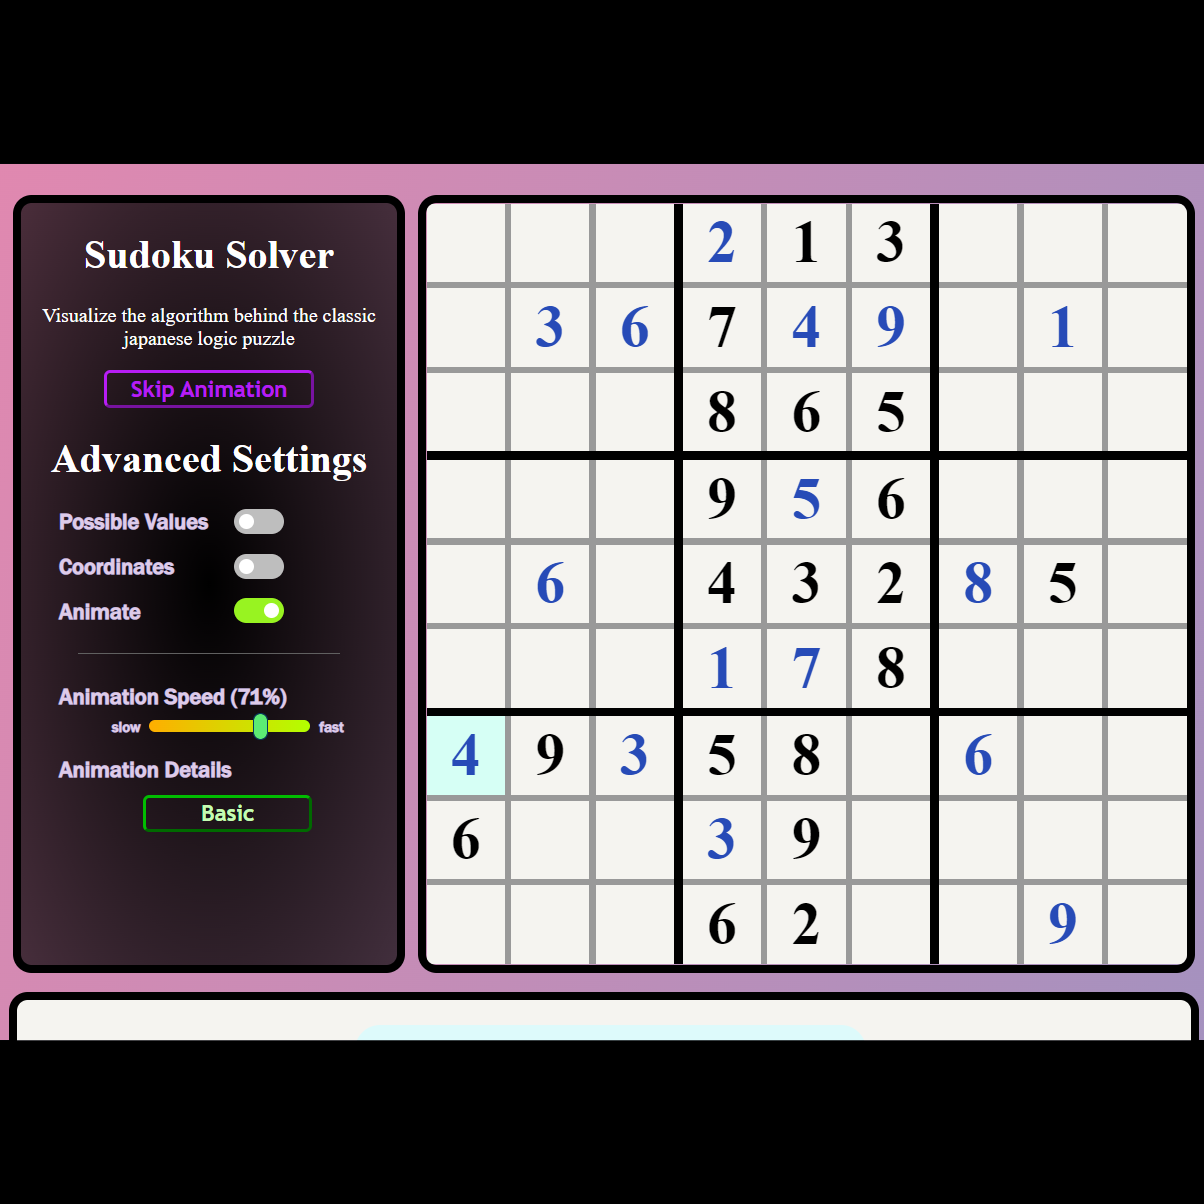 Sudoku Solver
Visualize the algorithm behind the classic
japanese logic puzzle
Skip Animation
Advanced Settings
Possible Values
Coordinates
Animate
Animation Speed (71%)
slow fast
Animation Details
Basic
2 1 3
3 6 7 4 9 1
8 6 5
9 5 6
6 4 3 2 8 5
1 7 8
4 9 3 5 8 6
6 3 9
6 2 9